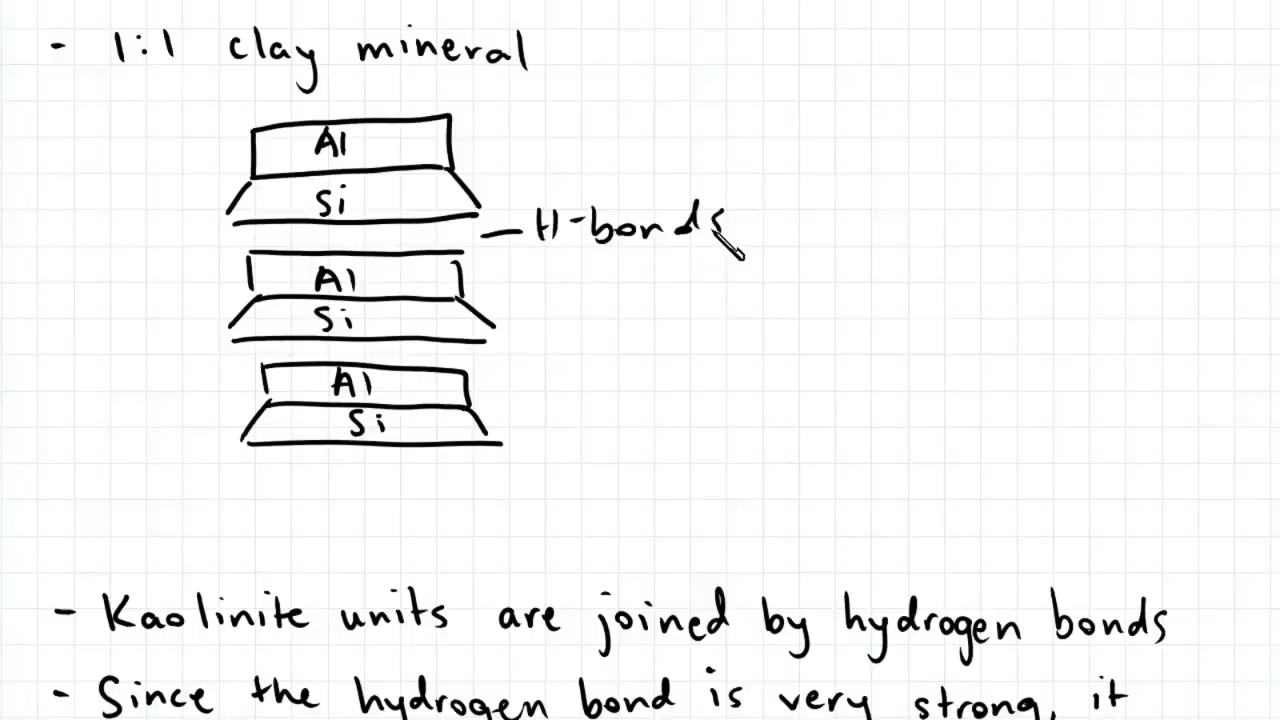 - 1:1 clay mineral
Al
Si
- H-bonds
Al
Si
Al
Si
- Kaolinite units are joined by hydrogen bonds
- Since the hydrogen bond is very strong, it